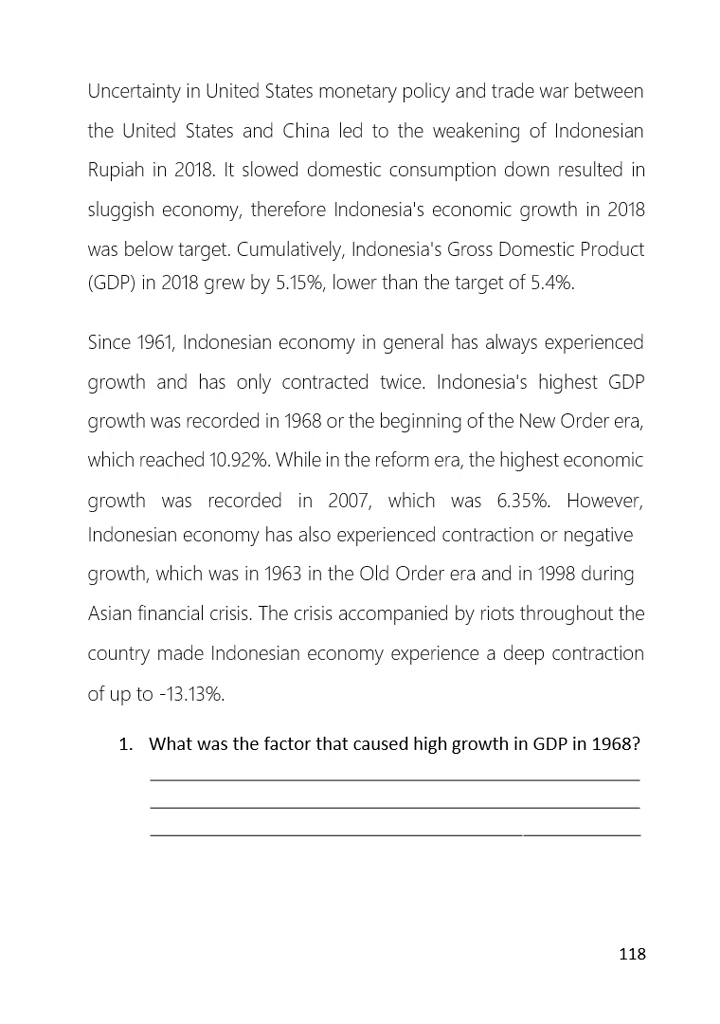 Uncertainty in United States monetary policy and trade war between
the United States and China led to the weakening of Indonesian
Rupiah in 2018. It slowed domestic consumption down resulted in
sluggish economy, therefore Indonesia's economic growth in 2018
was below target. Cumulatively, Indonesia's Gross Domestic Product
(GDP) in 2018 grew by 5.15%, lower than the target of 5.4%.
Since 1961, Indonesian economy in general has always experienced
growth and has only contracted twice. Indonesia's highest GDP
growth was recorded in 1968 or the beginning of the New Order era,
which reached 10.92%. While in the reform era, the highest economic
growth was recorded in 2007, which was 6.35%. However,
Indonesian economy has also experienced contraction or negative
growth, which was in 1963 in the Old Order era and in 1998 during
Asian financial crisis. The crisis accompanied by riots throughout the
country made Indonesian economy experience a deep contraction
of up to -13.13%.
1. What was the factor that caused high growth in GDP in 1968?
118